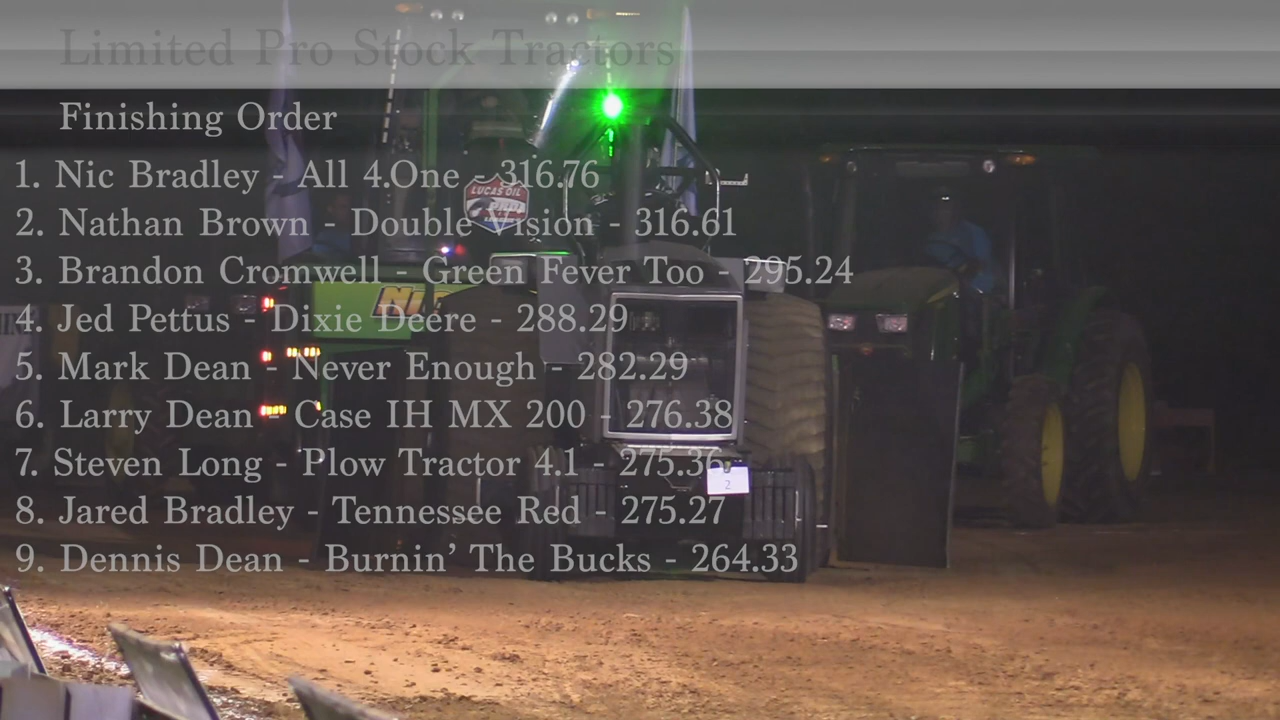 Limited Pro Stock Tractors
Finishing Order
1. Nic Bradley - All 4.One - 316.76
2. Nathan Brown - Double Vision - 316.61
3. Brandon Cromwell - Green Fever Too - 295.24
4. Jed Pettus - Dixie Deere - 288.29
5. Mark Dean - Never Enough - 282.29
6. Larry Dean - Case IH MX 200 - 276.38
7. Steven Long - Plow Tractor 4.1 - 275.36
8. Jared Bradley - Tennessee Red - 275.27
9. Dennis Dean - Burnin' The Bucks - 264.33
LUCAS OIL
2